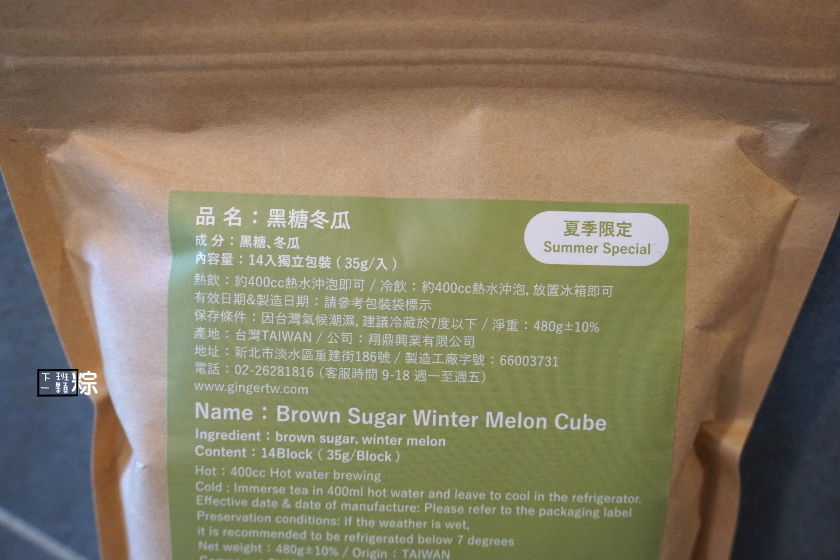 品 名：黑糖冬瓜
成 分：黑糖、冬瓜
內容量：14入獨立包裝（35g/入）
夏季限定
Summer Special
熱飲：約400cc熱水沖泡即可 / 冷飲：約400cc熱水沖泡, 放置冰箱即可
有效日期&製造日期：請參考包裝袋標示
保存條件：因台灣氣候潮濕, 建議冷藏於7度以下 / 淨重：480g±10%
產地：台灣TAIWAN / 公司：翔鼎興業有限公司
地址：新北市淡水區重建街186號 / 製造工廠字號：66003731
電話：02-26281816 (客服時間 9-18 週一至週五)
www.gingertw.com
Name：Brown Sugar Winter Melon Cube
Ingredient：brown sugar, winter melon
Content：14Block（35g/Block）
Hot：400cc Hot water brewing
Cold：Immerse tea in 400ml hot water and leave to cool in the refrigerator.
Effective date & date of manufacture: Please refer to the packaging label
Preservation conditions: If the weather is wet,
it is recommended to be refrigerated below 7 degrees
Net weight：480g±10% / Origin：TAIWAN
下班
一顆粽